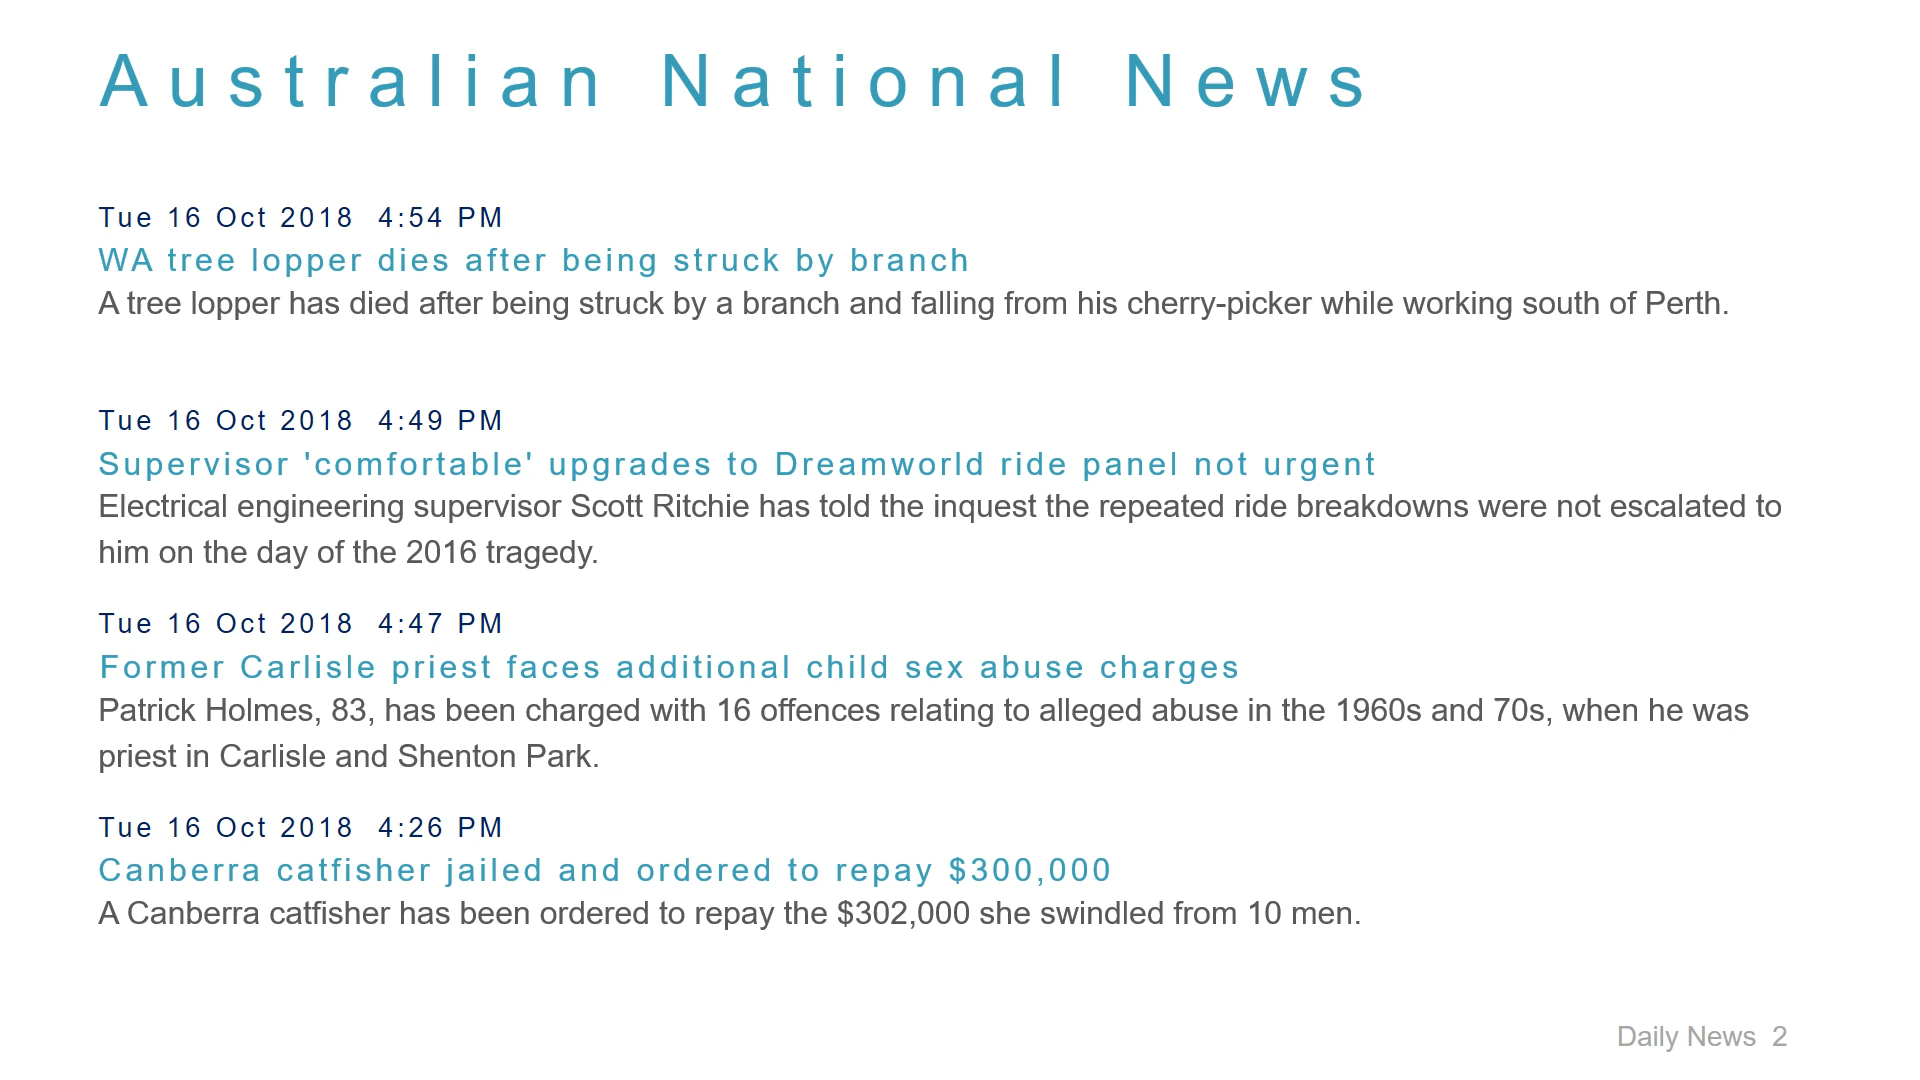 Australian National News
Tue 16 Oct 2018 4:54 PM
WA tree lopper dies after being struck by branch
A tree lopper has died after being struck by a branch and falling from his cherry-picker while working south of Perth.
Tue 16 Oct 2018 4:49 PM
Supervisor 'comfortable' upgrades to Dreamworld ride panel not urgent
Electrical engineering supervisor Scott Ritchie has told the inquest the repeated ride breakdowns were not escalated to
him on the day of the 2016 tragedy.
Tue 16 Oct 2018 4:47 PM
Former Carlisle priest faces additional child sex abuse charges
Patrick Holmes, 83, has been charged with 16 offences relating to alleged abuse in the 1960s and 70s, when he was
priest in Carlisle and Shenton Park.
Tue 16 Oct 2018 4:26 PM
Canberra catfisher jailed and ordered to repay $300,000
A Canberra catfisher has been ordered to repay the $302,000 she swindled from 10 men.
Daily News 2